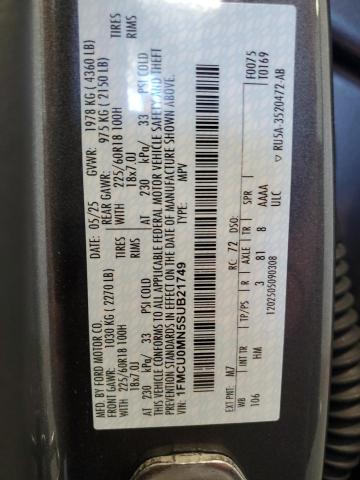 MFD. BY FORD MOTOR CO.
DATE: 05/25 GVWR: 1978 KG ( 4360 LB)
FRONT GAWR: 1030 KG ( 2270 LB) REAR GAWR: 975 KG ( 2150 LB)
WITH TIRES WITH TIRES
225/60R18 100H 225/60R18 100H
18x7.0J RIMS 18x7.0J RIMS
AT 230 kPa/ 33 PSI COLD AT 230 kPa/ 33 PSI COLD
THIS VEHICLE CONFORMS TO ALL APPLICABLE FEDERAL MOTOR VEHICLE SAFETY AND THEFT
PREVENTION STANDARDS IN EFFECT ON THE DATE OF MANUFACTURE SHOWN ABOVE.
VIN: 1FMCU0MN5SUB21749
TYPE: MPV
F0075
T0169
EXT PNT: M7 RC: 72 DSO:
WB INT TR TP/PS R AXLE TR SPR
106 HM 3 81 8 AAAA
ULC
1202505090308
▽ RU5A-3520472 AB